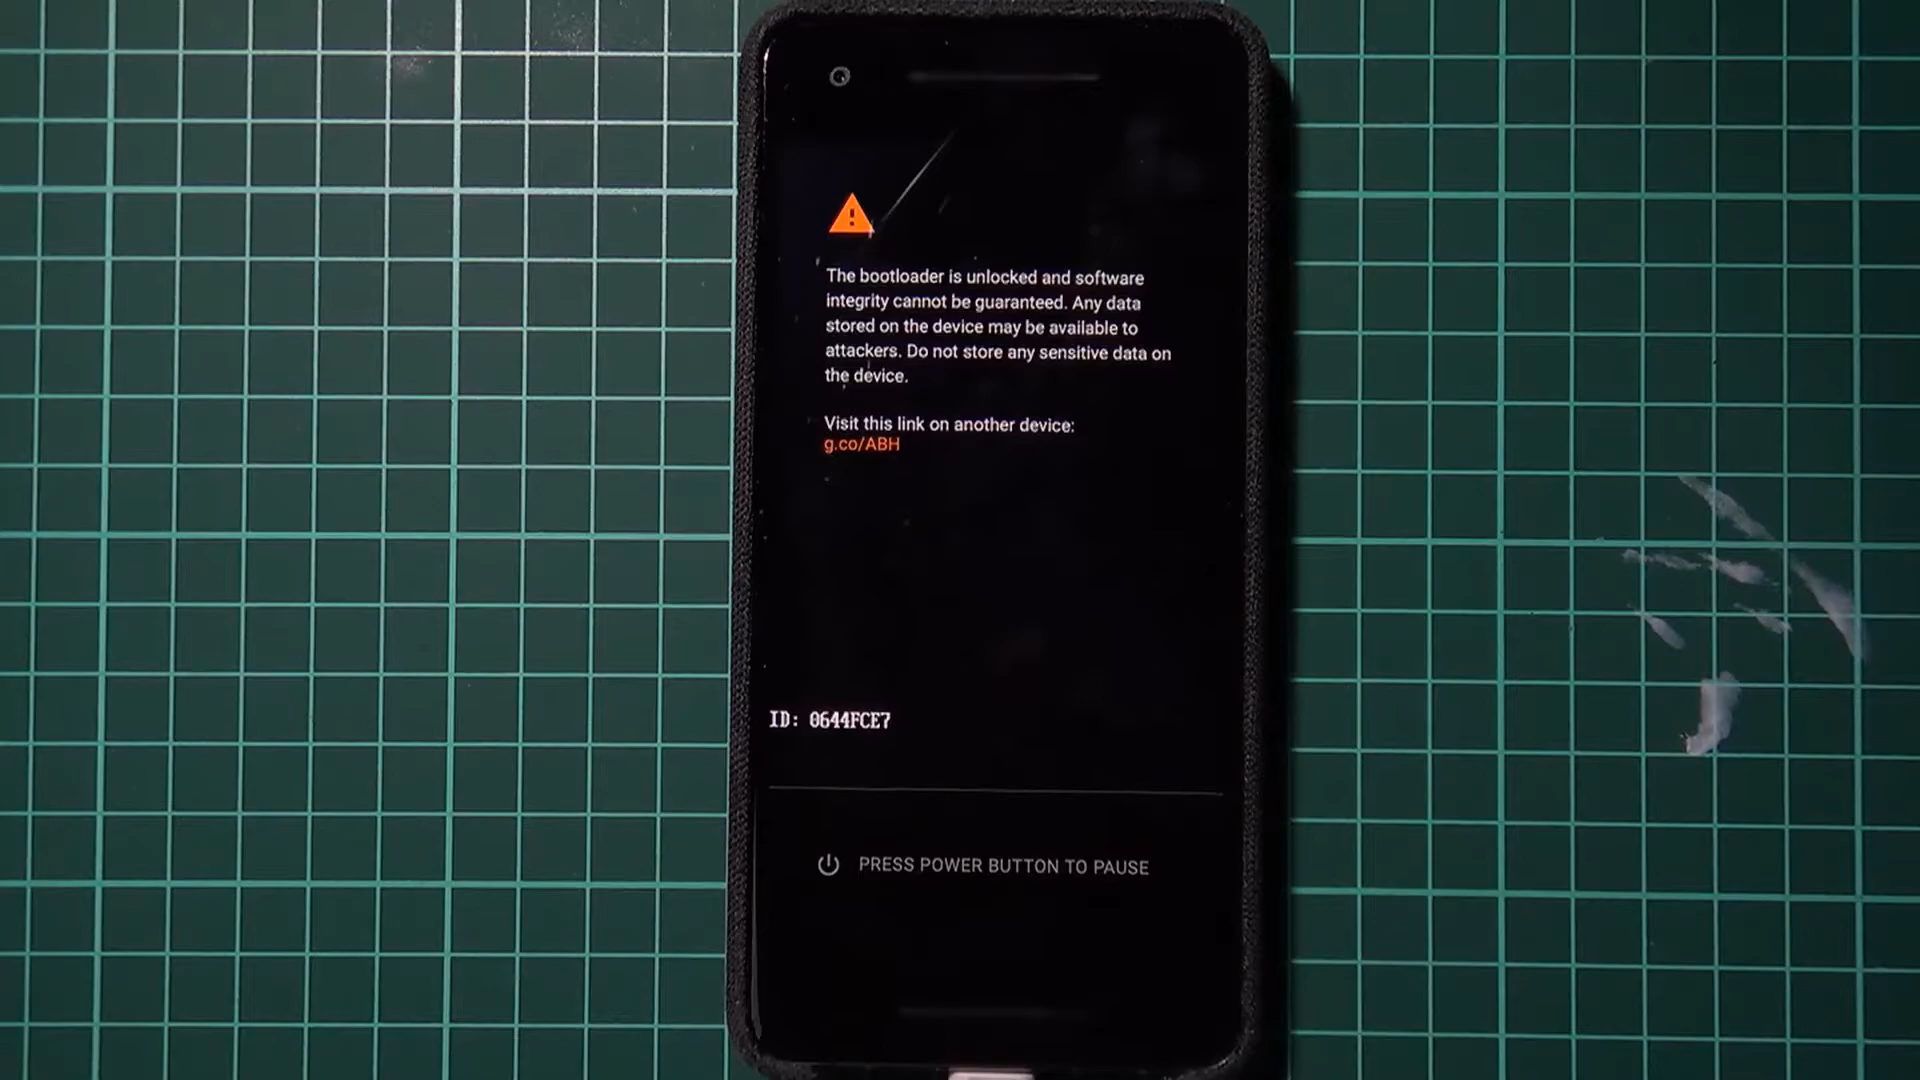 The bootloader is unlocked and software
integrity cannot be guaranteed. Any data
stored on the device may be available to
attackers. Do not store any sensitive data on
the device.
Visit this link on another device:
g.co/ABH
ID: 0644FCE7
PRESS POWER BUTTON TO PAUSE